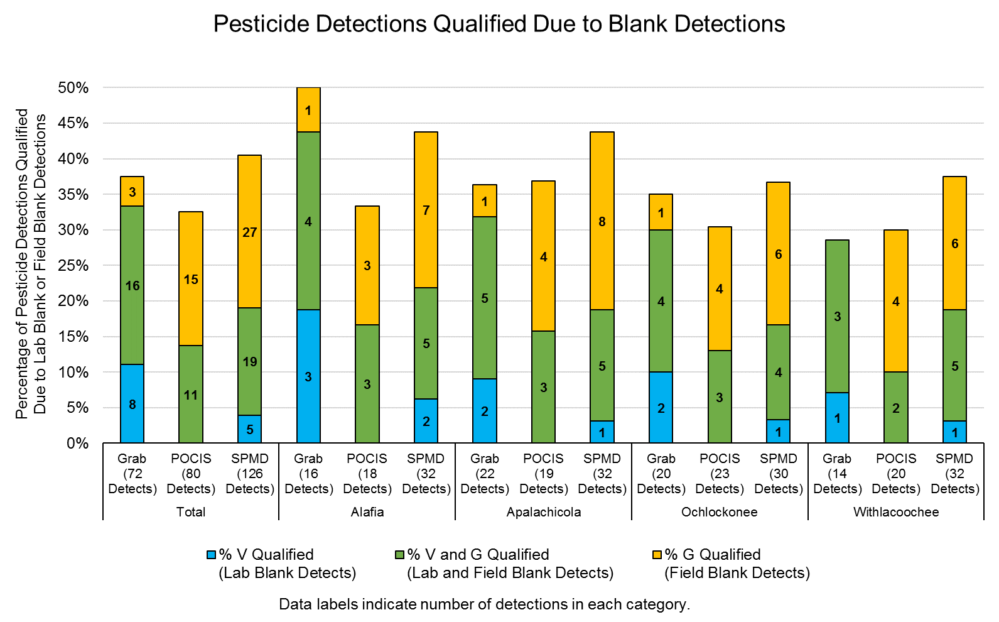 Pesticide Detections Qualified Due to Blank Detections
Percentage of Pesticide Detections Qualified
Due to Lab Blank or Field Blank Detections
50%
45%
40%
35%
30%
25%
20%
15%
10%
5%
0%
3
16
8
15
11
27
19
5
1
4
3
3
3
7
5
2
1
5
2
4
3
8
5
1
1
4
2
4
3
6
4
1
3
1
4
2
6
5
1
Grab
(72
Detects)
POCIS
(80
Detects)
SPMD
(126
Detects)
Grab
(16
Detects)
POCIS
(18
Detects)
SPMD
(32
Detects)
Grab
(22
Detects)
POCIS
(19
Detects)
SPMD
(32
Detects)
Grab
(20
Detects)
POCIS
(23
Detects)
SPMD
(30
Detects)
Grab
(14
Detects)
POCIS
(20
Detects)
SPMD
(32
Detects)
Total
Alafia
Apalachicola
Ochlockonee
Withlacoochee
% V Qualified
(Lab Blank Detects)
% V and G Qualified
(Lab and Field Blank Detects)
% G Qualified
(Field Blank Detects)
Data labels indicate number of detections in each category.